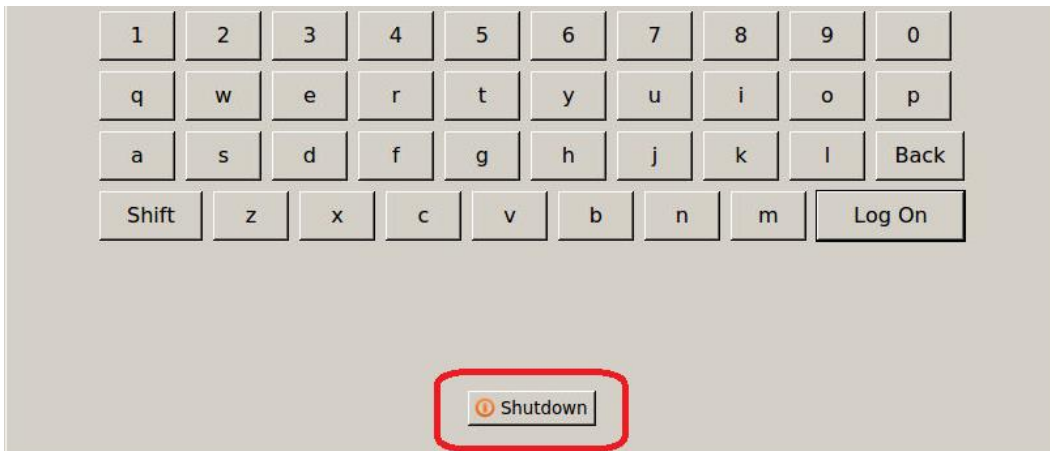 1 2 3 4 5 6 7 8 9 0
q w e r t y u i o p
a s d f g h j k l Back
Shift z x c v b n m Log On
Shutdown